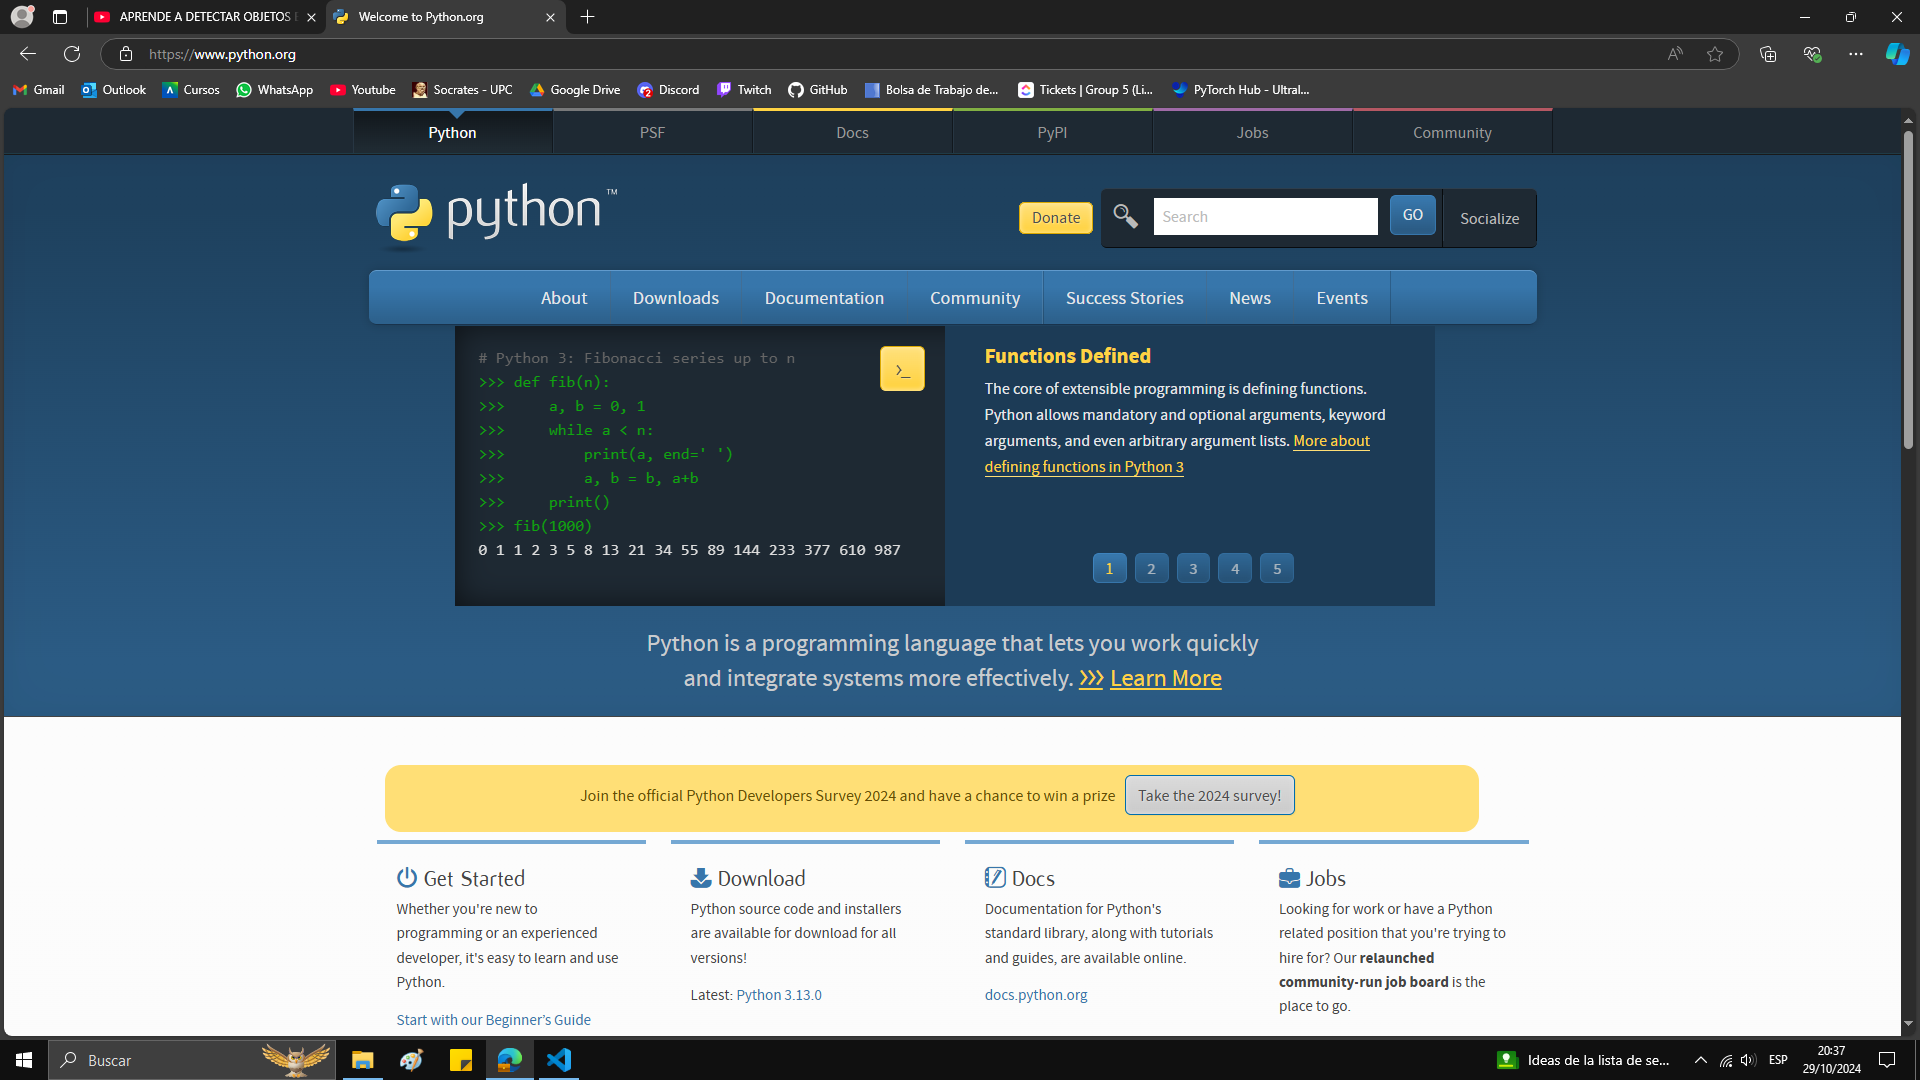 APRENDE A DETECTAR OBJETOS
Welcome to Python.org
https://www.python.org
Gmail
Outlook
Cursos
WhatsApp
Youtube
Socrates - UPC
Google Drive
Discord
Twitch
GitHub
Bolsa de Trabajo de...
Tickets | Group 5 (Li...
PyTorch Hub - Ultral...
Python
PSF
Docs
PyPI
Jobs
Community
python™
Donate
Search
GO
Socialize
About
Downloads
Documentation
Community
Success Stories
News
Events
# Python 3: Fibonacci series up to n
>>> def fib(n):
>>>     a, b = 0, 1
>>>     while a < n:
>>>         print(a, end=' ')
>>>         a, b = b, a+b
>>>     print()
>>> fib(1000)
0 1 1 2 3 5 8 13 21 34 55 89 144 233 377 610 987
>_
Functions Defined
The core of extensible programming is defining functions.
Python allows mandatory and optional arguments, keyword
arguments, and even arbitrary argument lists. More about
defining functions in Python 3
1
2
3
4
5
Python is a programming language that lets you work quickly
and integrate systems more effectively. >>> Learn More
Join the official Python Developers Survey 2024 and have a chance to win a prize
Take the 2024 survey!
Get Started
Whether you're new to
programming or an experienced
developer, it's easy to learn and use
Python.
Start with our Beginner's Guide
Download
Python source code and installers
are available for download for all
versions!
Latest: Python 3.13.0
Docs
Documentation for Python's
standard library, along with tutorials
and guides, are available online.
docs.python.org
Jobs
Looking for work or have a Python
related position that you're trying to
hire for? Our relaunched
community-run job board is the
place to go.
Buscar
Ideas de la lista de se...
ESP
20:37
29/10/2024